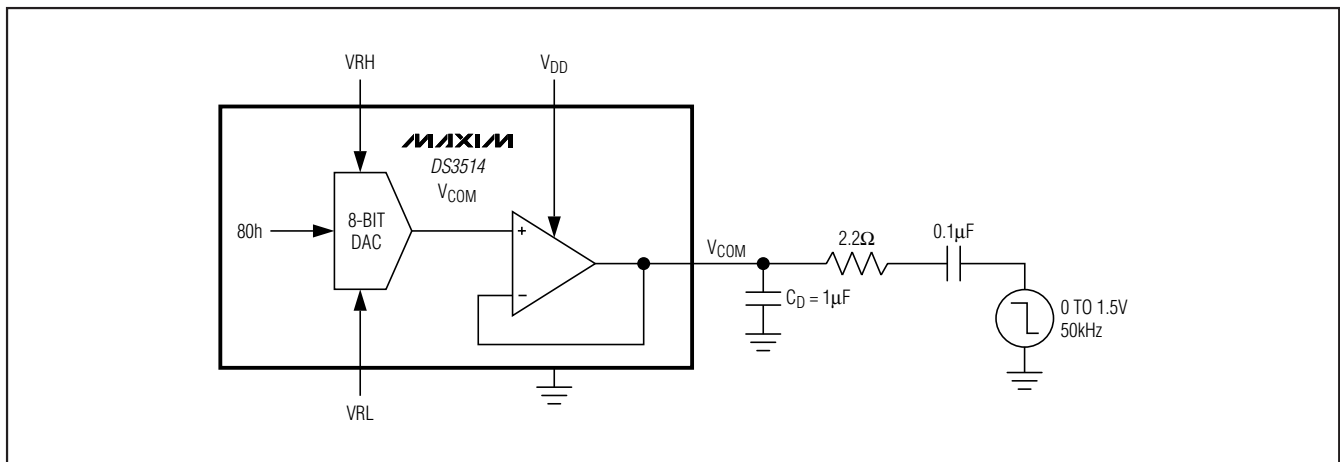 VRH
V_DD
MAXIM
DS3514
V_COM
80h
8-BIT
DAC
+
−
VRL
V_COM
C_D = 1μF
2.2Ω
0.1μF
0 TO 1.5V
50kHz